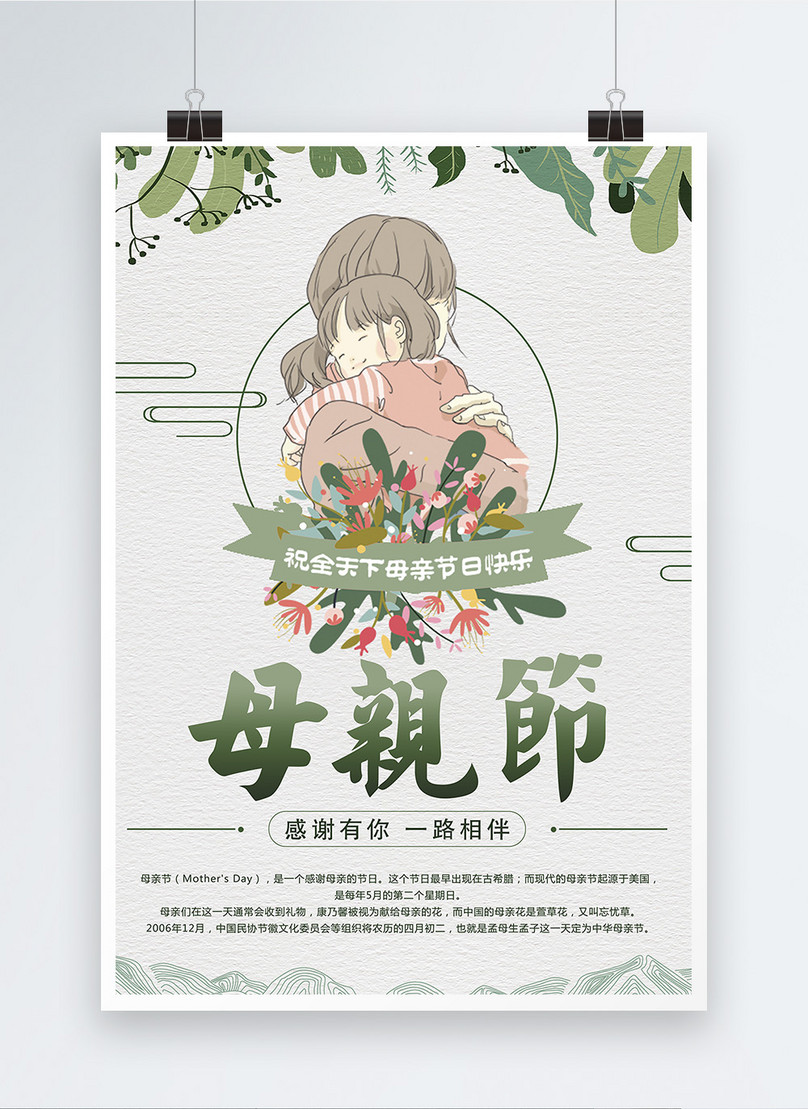 祝全天下母亲节日快乐
母親節
感谢有你 一路相伴
母亲节（Mother's Day），是一个感谢母亲的节日。这个节日最早出现在古希腊；而现代的母亲节起源于美国，
是每年5月的第二个星期日。
母亲们在这一天通常会收到礼物，康乃馨被视为献给母亲的花，而中国的母亲花是萱草花，又叫忘忧草。
2006年12月，中国民协节徽文化委员会等组织将农历的四月初二，也就是孟母生孟子这一天定为中华母亲节。